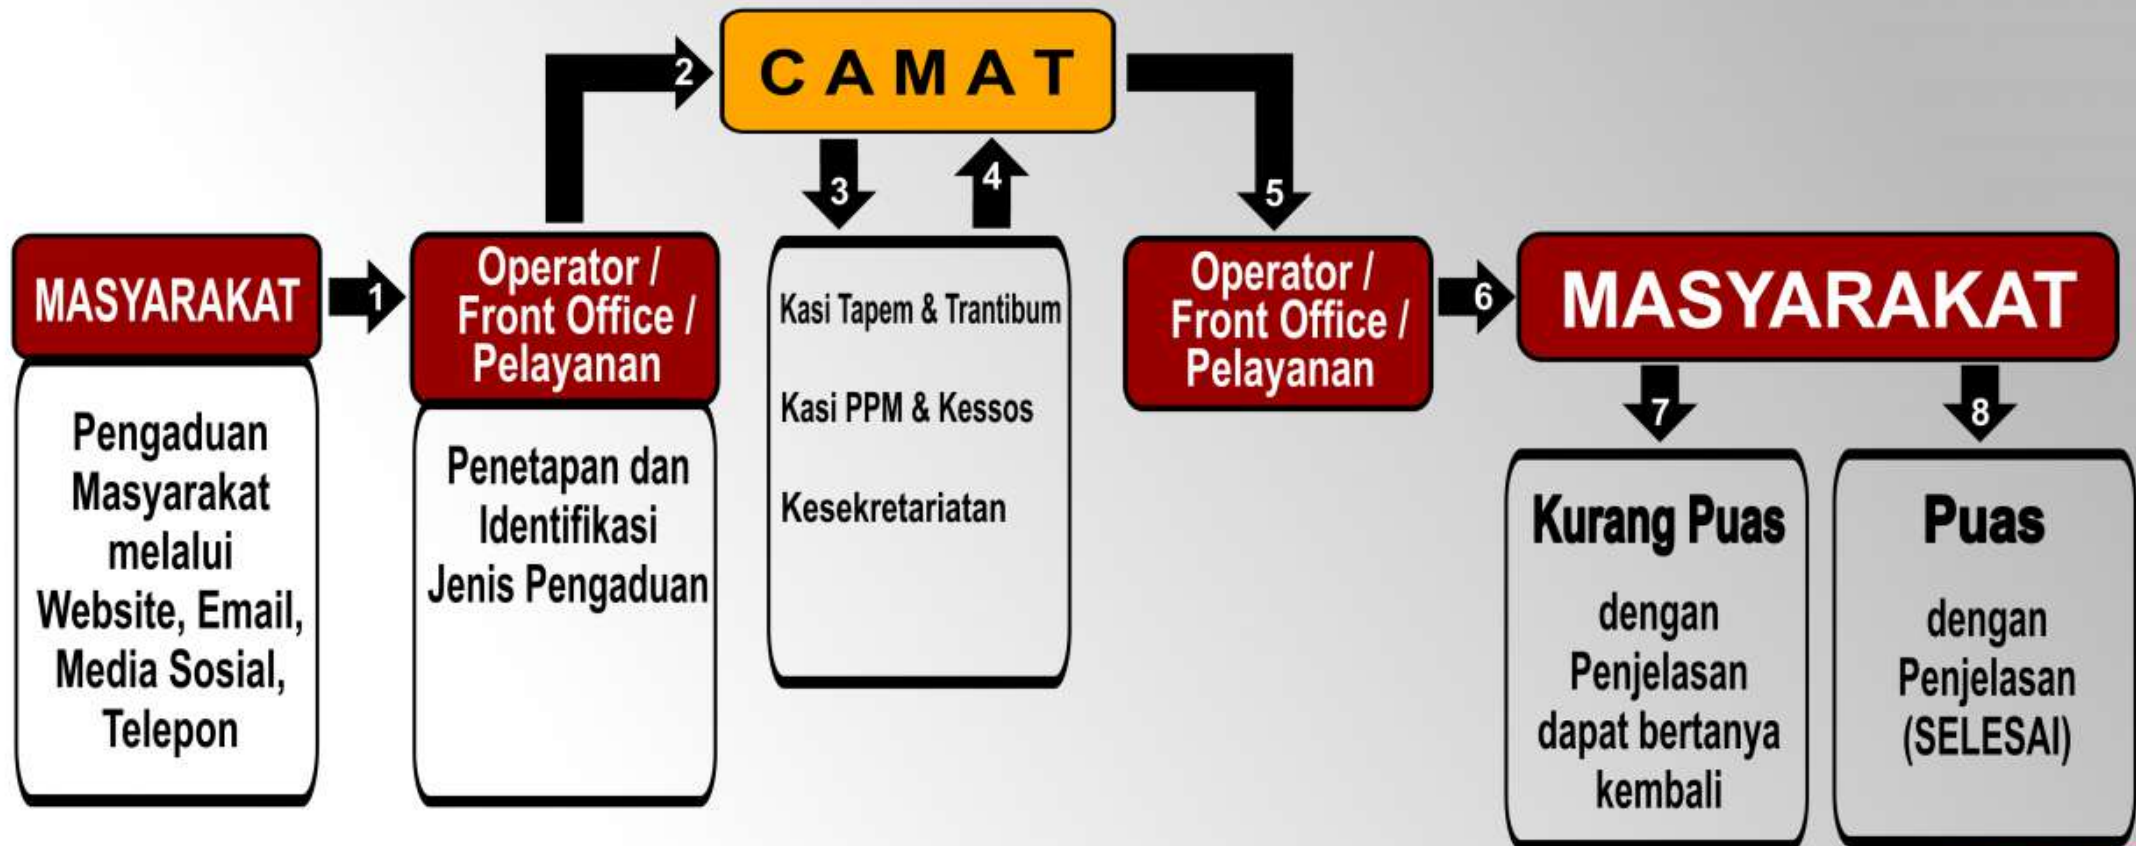 MASYARAKAT
Pengaduan
Masyarakat
melalui
Website, Email,
Media Sosial,
Telepon
1
Operator /
Front Office /
Pelayanan
Penetapan dan
Identifikasi
Jenis Pengaduan
2
C A M A T
3
4
Kasi Tapem & Trantibum
Kasi PPM & Kessos
Kesekretariatan
5
Operator /
Front Office /
Pelayanan
6
MASYARAKAT
7
Kurang Puas
dengan
Penjelasan
dapat bertanya
kembali
8
Puas
dengan
Penjelasan
(SELESAI)